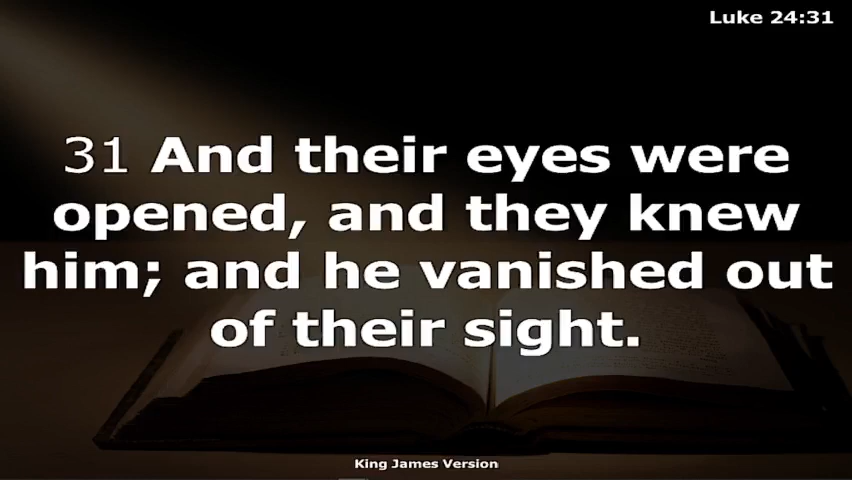 Luke 24:31
31 And their eyes were
opened, and they knew
him; and he vanished out
of their sight.
King James Version